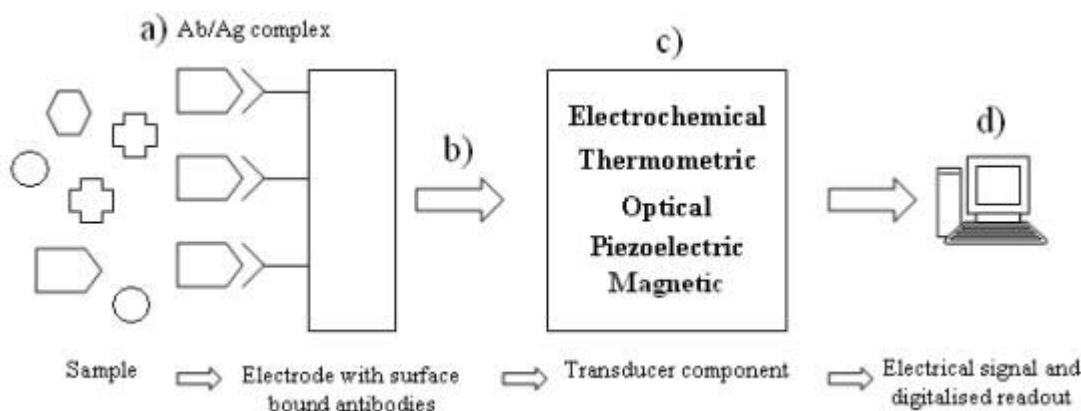 a) Ab/Ag complex
b)
c)
Electrochemical
Thermometric
Optical
Piezoelectric
Magnetic
d)
Sample
Electrode with surface
bound antibodies
Transducer component
Electrical signal and
digitalised readout